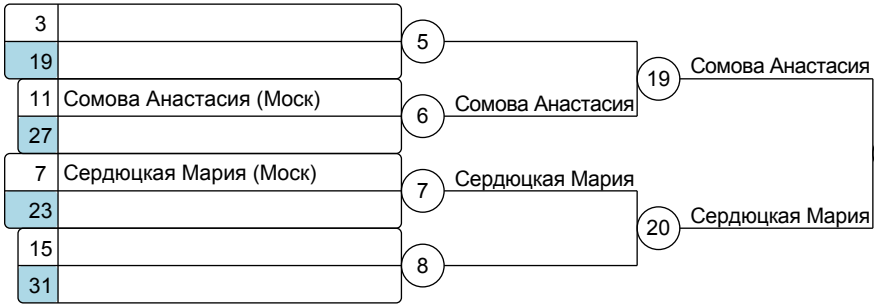 3
19
5
11 Сомова Анастасия (Моск)
27
6
Сомова Анастасия
19
Сомова Анастасия
7 Сердюцкая Мария (Моск)
23
7
Сердюцкая Мария
15
31
8
20
Сердюцкая Мария